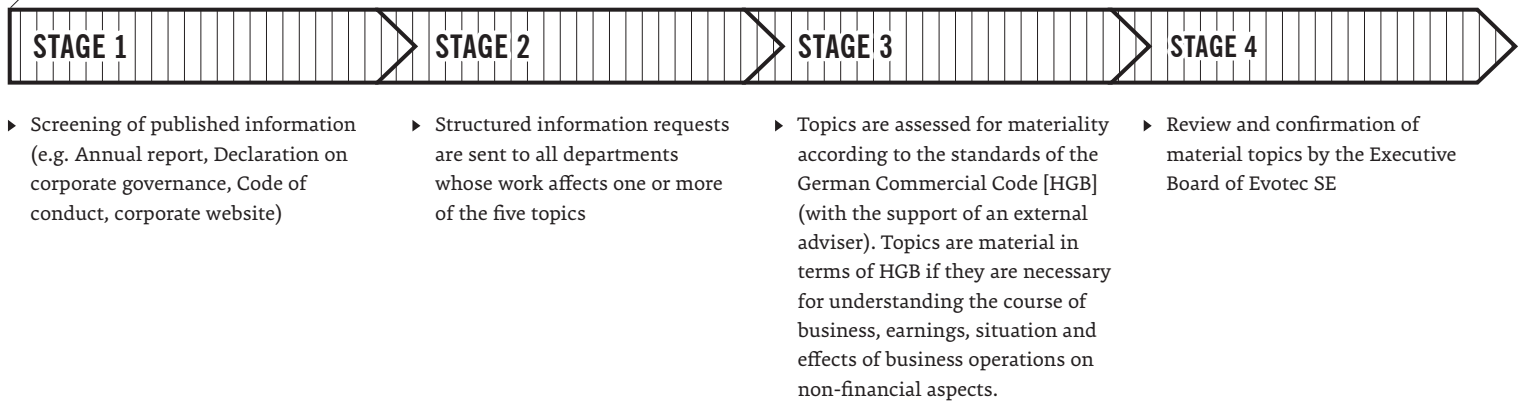 STAGE 1
STAGE 2
STAGE 3
STAGE 4
▸ Screening of published information
(e.g. Annual report, Declaration on
corporate governance, Code of
conduct, corporate website)
▸ Structured information requests
are sent to all departments
whose work affects one or more
of the five topics
▸ Topics are assessed for materiality
according to the standards of the
German Commercial Code [HGB]
(with the support of an external
adviser). Topics are material in
terms of HGB if they are necessary
for understanding the course of
business, earnings, situation and
effects of business operations on
non-financial aspects.
▸ Review and confirmation of
material topics by the Executive
Board of Evotec SE